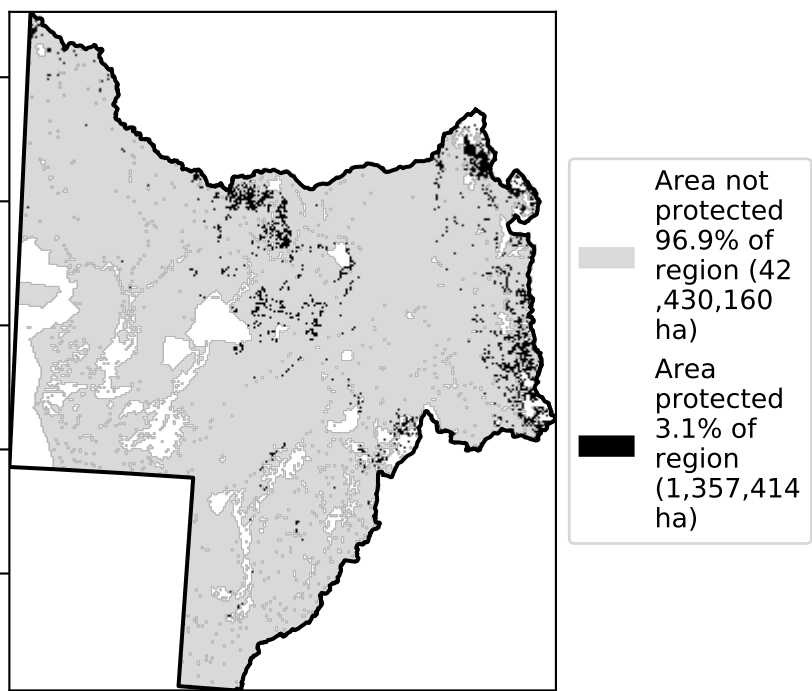 Area not
protected
96.9% of
region (42
,430,160
ha)
Area
protected
3.1% of
region
(1,357,414
ha)